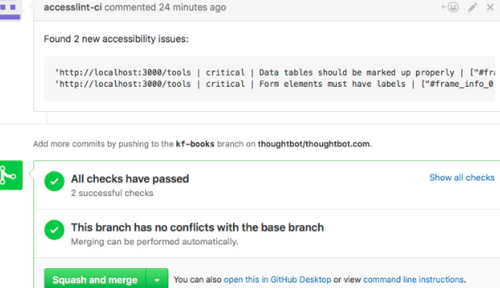 accesslint-ci commented 24 minutes ago
Found 2 new accessibility issues:
'http://localhost:3000/tools | critical | Data tables should be marked up properly | ["#fra
'http://localhost:3000/tools | critical | Form elements must have labels | ["#frame_info_0
Add more commits by pushing to the kf-books branch on thoughtbot/thoughtbot.com.
All checks have passed
Show all checks
2 successful checks
This branch has no conflicts with the base branch
Merging can be performed automatically.
Squash and merge
You can also open this in GitHub Desktop or view command line instructions.